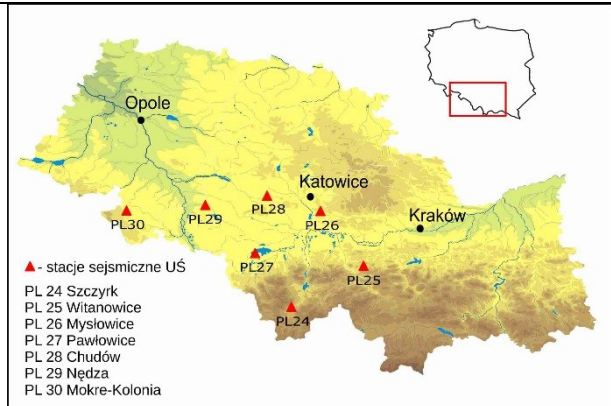 Opole
Katowice
PL28
PL29
PL30
PL26
Kraków
PL27
PL25
PL24
- stacje sejsmiczne UŚ
PL 24 Szczyrk
PL 25 Witanowice
PL 26 Mysłowice
PL 27 Pawłowice
PL 28 Chudów
PL 29 Nędza
PL 30 Mokre-Kolonia